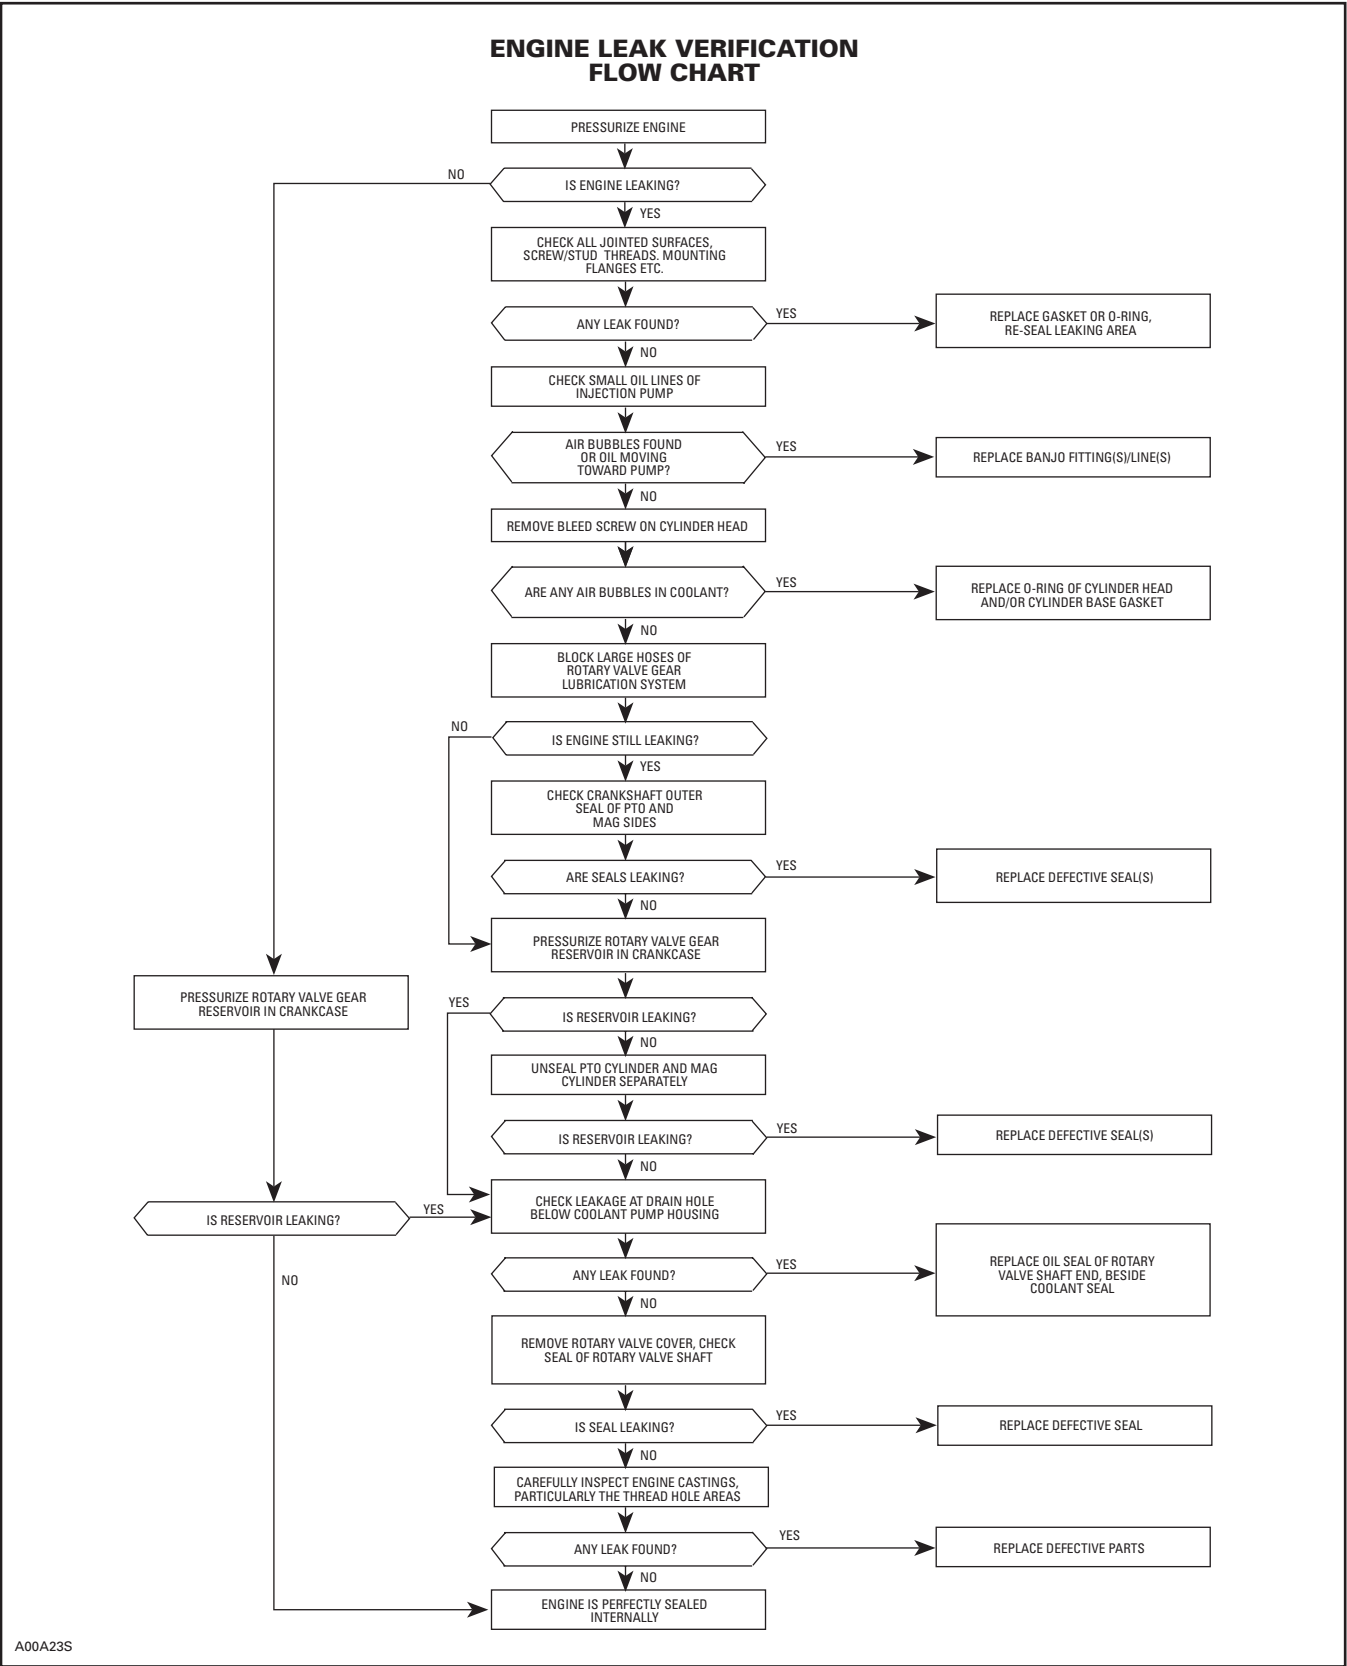 ENGINE LEAK VERIFICATION
FLOW CHART
PRESSURIZE ENGINE
NO
IS ENGINE LEAKING?
YES
CHECK ALL JOINTED SURFACES,
SCREW/STUD THREADS. MOUNTING
FLANGES ETC.
ANY LEAK FOUND?
YES
REPLACE GASKET OR O-RING,
RE-SEAL LEAKING AREA
NO
CHECK SMALL OIL LINES OF
INJECTION PUMP
AIR BUBBLES FOUND
OR OIL MOVING
TOWARD PUMP?
YES
REPLACE BANJO FITTING(S)/LINE(S)
NO
REMOVE BLEED SCREW ON CYLINDER HEAD
ARE ANY AIR BUBBLES IN COOLANT?
YES
REPLACE O-RING OF CYLINDER HEAD
AND/OR CYLINDER BASE GASKET
NO
BLOCK LARGE HOSES OF
ROTARY VALVE GEAR
LUBRICATION SYSTEM
NO
IS ENGINE STILL LEAKING?
YES
CHECK CRANKSHAFT OUTER
SEAL OF PTO AND
MAG SIDES
ARE SEALS LEAKING?
YES
REPLACE DEFECTIVE SEAL(S)
NO
PRESSURIZE ROTARY VALVE GEAR
RESERVOIR IN CRANKCASE
PRESSURIZE ROTARY VALVE GEAR
RESERVOIR IN CRANKCASE
YES
IS RESERVOIR LEAKING?
NO
UNSEAL PTO CYLINDER AND MAG
CYLINDER SEPARATELY
IS RESERVOIR LEAKING?
YES
REPLACE DEFECTIVE SEAL(S)
NO
CHECK LEAKAGE AT DRAIN HOLE
BELOW COOLANT PUMP HOUSING
IS RESERVOIR LEAKING?
YES
NO
ANY LEAK FOUND?
YES
REPLACE OIL SEAL OF ROTARY
VALVE SHAFT END, BESIDE
COOLANT SEAL
NO
REMOVE ROTARY VALVE COVER, CHECK
SEAL OF ROTARY VALVE SHAFT
IS SEAL LEAKING?
YES
REPLACE DEFECTIVE SEAL
NO
CAREFULLY INSPECT ENGINE CASTINGS,
PARTICULARLY THE THREAD HOLE AREAS
ANY LEAK FOUND?
YES
REPLACE DEFECTIVE PARTS
NO
ENGINE IS PERFECTLY SEALED
INTERNALLY
A00A23S